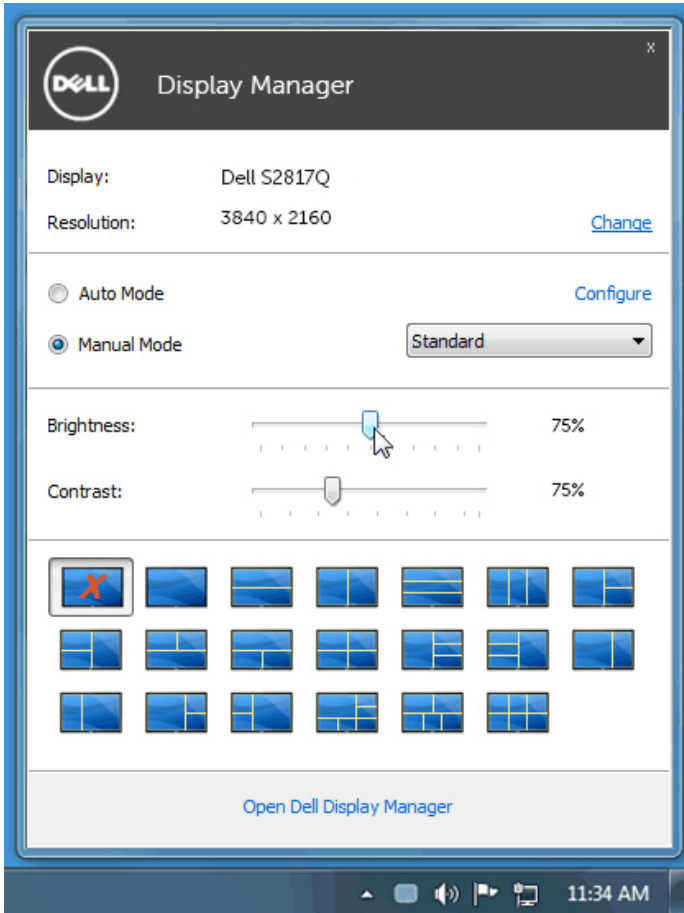 DELL
Display Manager
x
Display: Dell S2817Q
Resolution: 3840 x 2160 Change
Auto Mode Configure
Manual Mode Standard
Brightness: 75%
Contrast: 75%
X
Open Dell Display Manager
11:34 AM